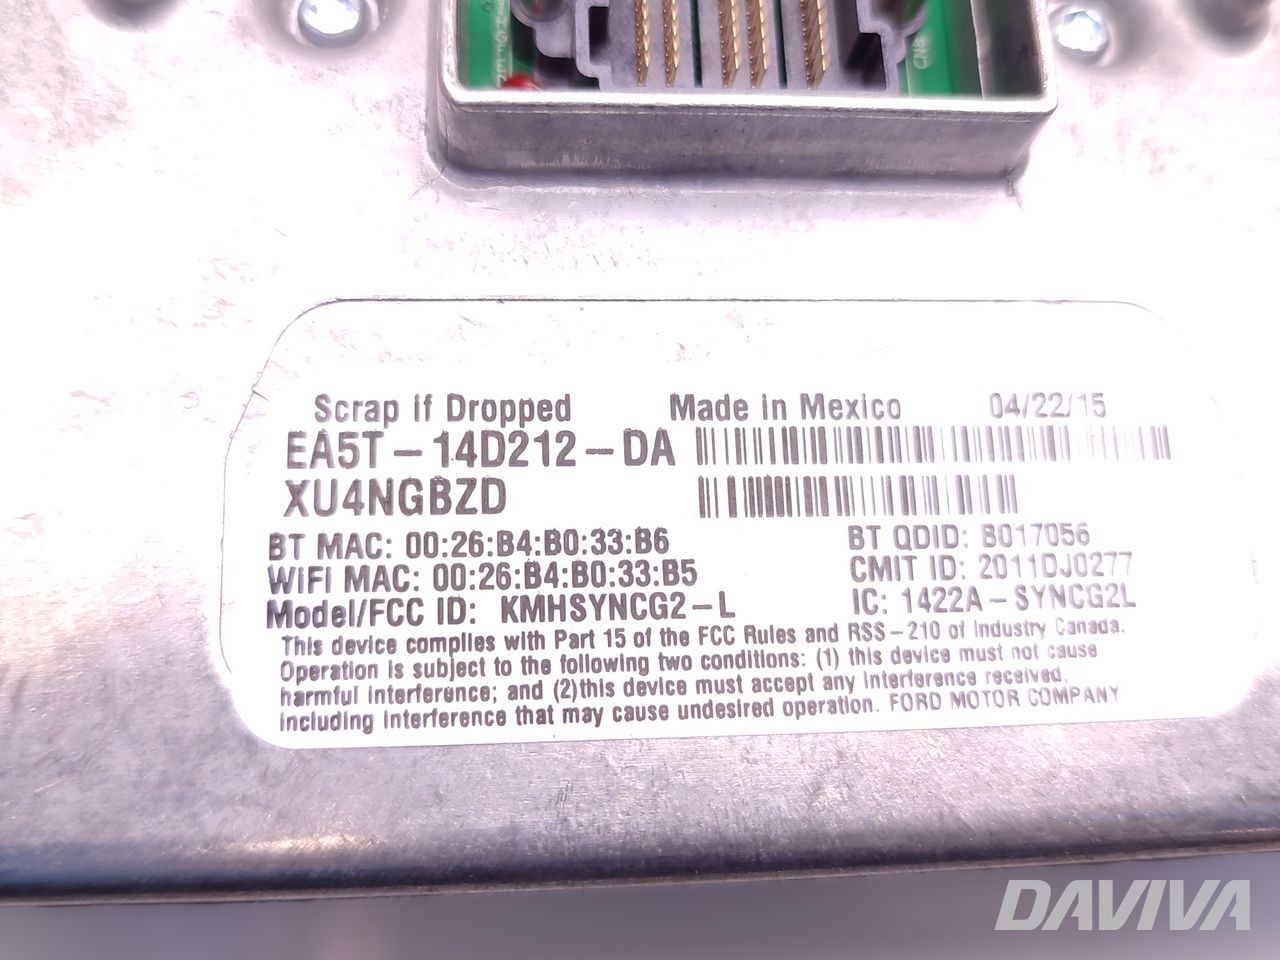 CN8
Scrap if Dropped Made in Mexico 04/22/15
EA5T-14D212-DA
XU4NGBZD
BT MAC: 00:26:B4:B0:33:B6 BT QDID: B017056
WiFi MAC: 00:26:B4:B0:33:B5 CMIT ID: 2011DJ0277
Model/FCC ID: KMHSYNCG2-L IC: 1422A-SYNCG2L
This device complies with Part 15 of the FCC Rules and RSS-210 of Industry Canada.
Operation is subject to the following two conditions: (1) this device must not cause
harmful interference; and (2)this device must accept any interference received,
including interference that may cause undesired operation. FORD MOTOR COMPANY
DAVIVA